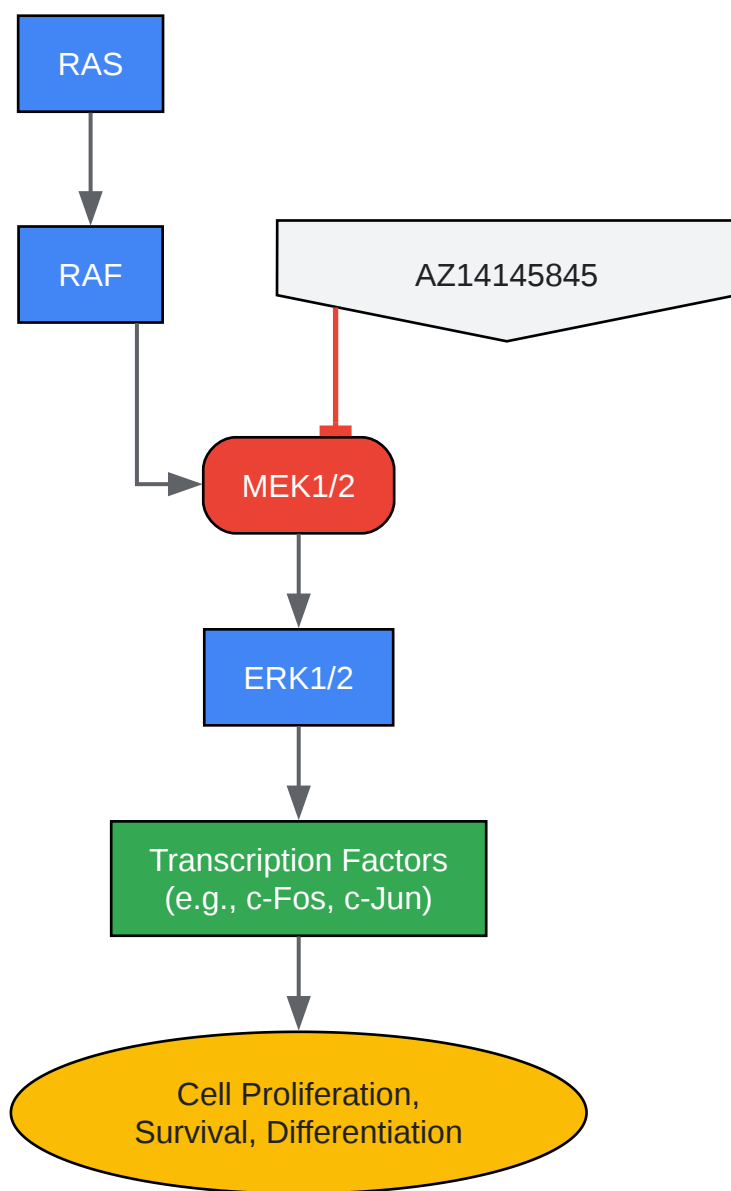 RAS
RAF
AZ14145845
MEK1/2
ERK1/2
Transcription Factors
(e.g., c-Fos, c-Jun)
Cell Proliferation,
Survival, Differentiation